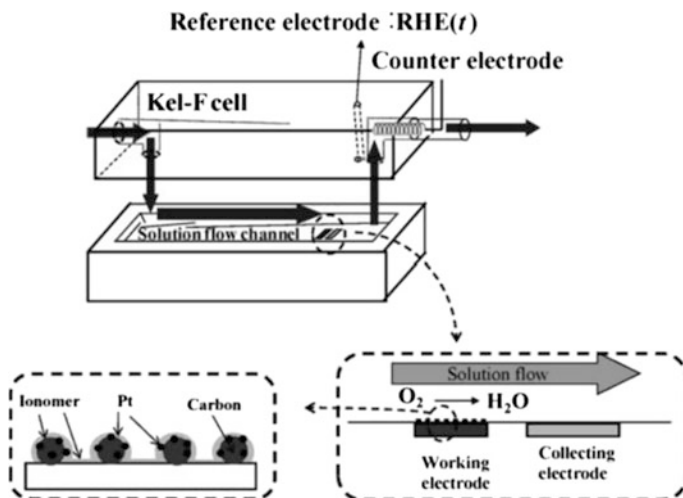 Reference electrode :RHE(t)
Counter electrode
Kel-F cell
Solution flow channel
Solution flow
O₂ → H₂O
Working
electrode
Collecting
electrode
Ionomer
Pt
Carbon